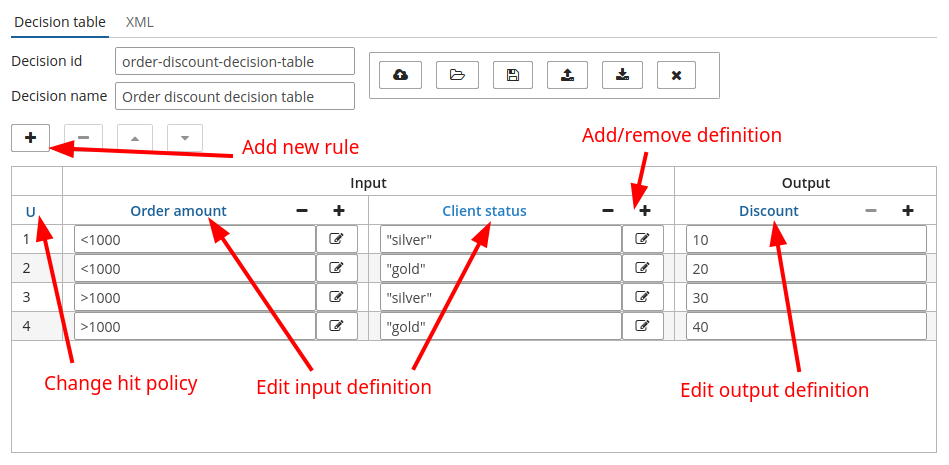 Decision table XML
Decision id order-discount-decision-table
Decision name Order discount decision table
Add new rule
Add/remove definition
Input Output
U Order amount Client status Discount
1 <1000 "silver" 10
2 <1000 "gold" 20
3 >1000 "silver" 30
4 >1000 "gold" 40
Change hit policy
Edit input definition
Edit output definition